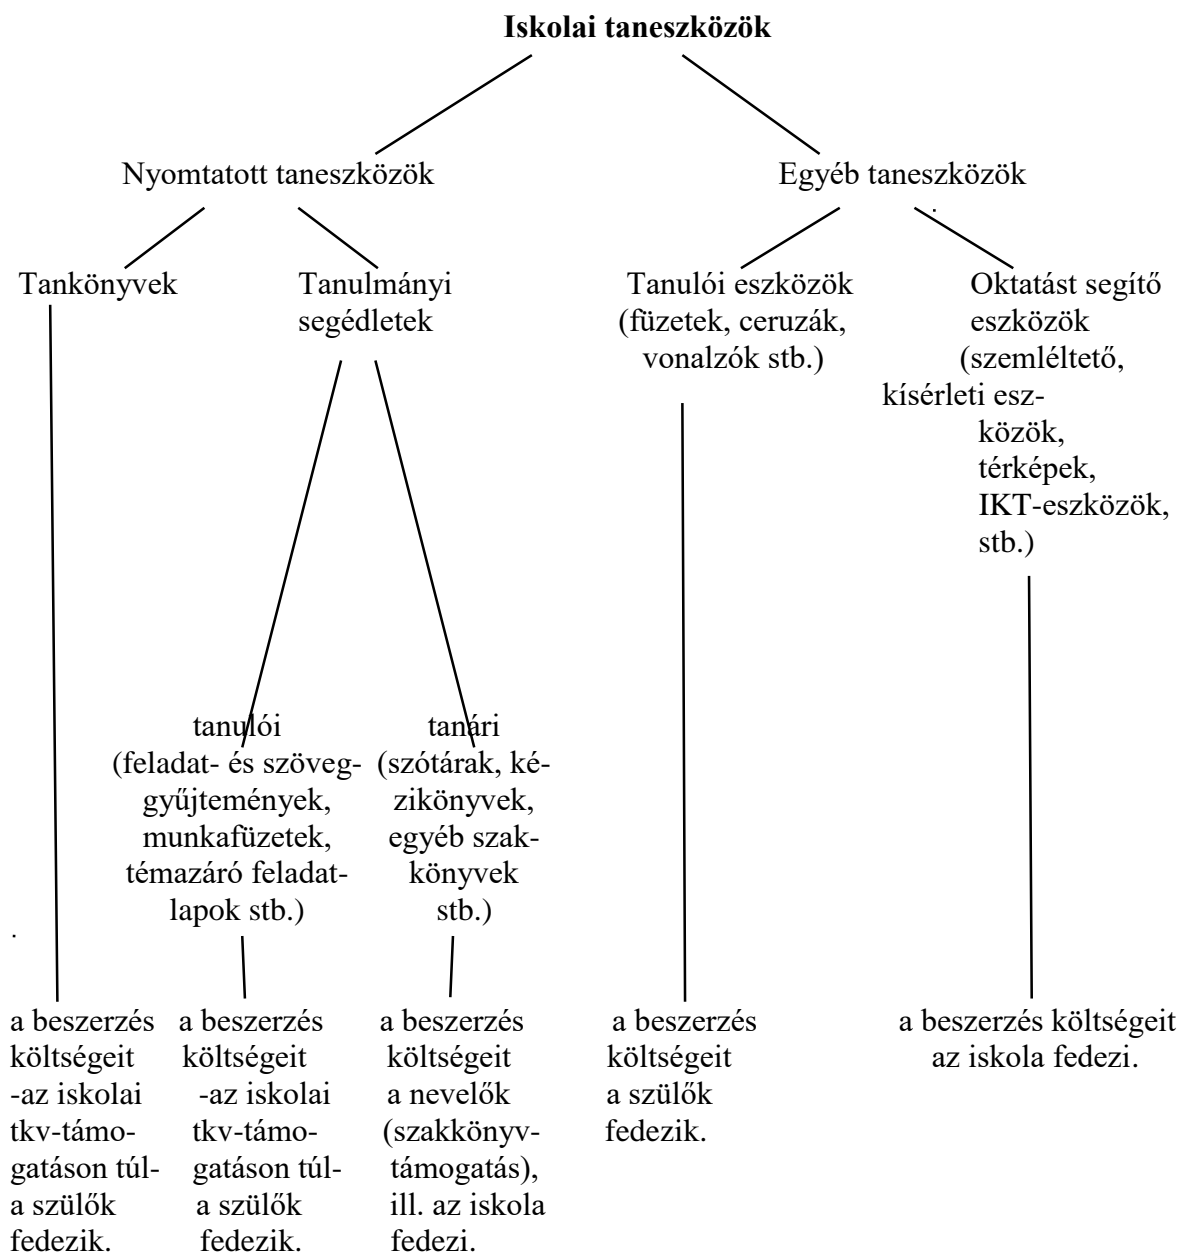 Iskolai taneszközök
Nyomtatott taneszközök
Egyéb taneszközök
Tankönyvek
Tanulmányi
segédletek
Tanulói eszközök
(füzetek, ceruzák,
vonalzók stb.)
Oktatást segítő
eszközök
(szemléltető,
kísérleti esz-
közök,
térképek,
IKT-eszközök,
stb.)
tanulói
(feladat- és szöveg-
gyűjtemények,
munkafüzetek,
témazáró feladat-
lapok stb.)
tanári
(szótárak, ké-
zikönyvek,
egyéb szak-
könyvek
stb.)
a beszerzés
költségeit
-az iskolai
tkv-támo-
gatáson túl-
a szülők
fedezik.
a beszerzés
költségeit
-az iskolai
tkv-támo-
gatáson túl-
a szülők
fedezik.
a beszerzés
költségeit
a nevelők
(szakkönyv-
támogatás),
ill. az iskola
fedezi.
a beszerzés
költségeit
a szülők
fedezik.
a beszerzés költségeit
az iskola fedezi.